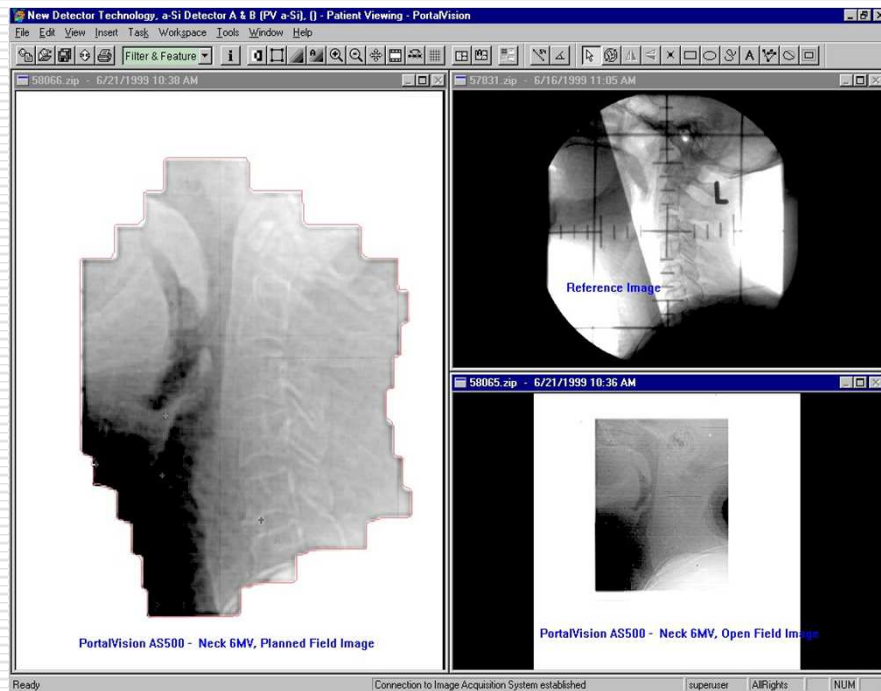 New Detector Technology, a-Si Detector A & B (PV a-Si), () - Patient Viewing - PortalVision
File Edit View Insert Task Workspace Tools Window Help
Filter & Feature
58066.zip - 6/21/1999 10:38 AM
57831.zip - 6/16/1999 11:05 AM
L
Reference Image
58065.zip - 6/21/1999 10:36 AM
PortalVision AS500 - Neck 6MV, Open Field Image
PortalVision AS500 - Neck 6MV, Planned Field Image
Ready Connection to Image Acquisition System established superuser AllRights NUM